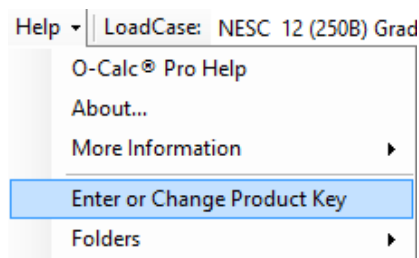 Help LoadCase: NESC 12 (250B) Grad
O-Calc® Pro Help
About...
More Information
Enter or Change Product Key
Folders